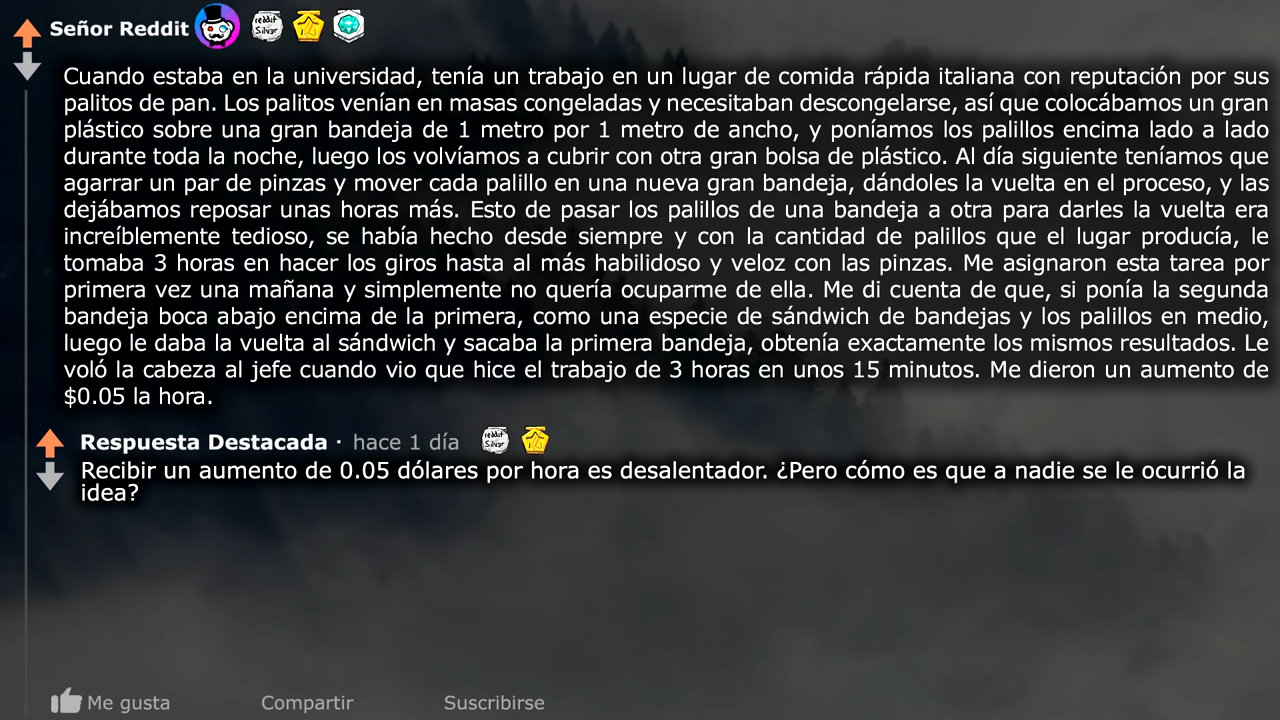 Señor Reddit
reddit
Silvar
Cuando estaba en la universidad, tenía un trabajo en un lugar de comida rápida italiana con reputación por sus
palitos de pan. Los palitos venían en masas congeladas y necesitaban descongelarse, así que colocábamos un gran
plástico sobre una gran bandeja de 1 metro por 1 metro de ancho, y poníamos los palillos encima lado a lado
durante toda la noche, luego los volvíamos a cubrir con otra gran bolsa de plástico. Al día siguiente teníamos que
agarrar un par de pinzas y mover cada palillo en una nueva gran bandeja, dándoles la vuelta en el proceso, y las
dejábamos reposar unas horas más. Esto de pasar los palillos de una bandeja a otra para darles la vuelta era
increíblemente tedioso, se había hecho desde siempre y con la cantidad de palillos que el lugar producía, le
tomaba 3 horas en hacer los giros hasta al más habilidoso y veloz con las pinzas. Me asignaron esta tarea por
primera vez una mañana y simplemente no quería ocuparme de ella. Me di cuenta de que, si ponía la segunda
bandeja boca abajo encima de la primera, como una especie de sándwich de bandejas y los palillos en medio,
luego le daba la vuelta al sándwich y sacaba la primera bandeja, obtenía exactamente los mismos resultados. Le
voló la cabeza al jefe cuando vio que hice el trabajo de 3 horas en unos 15 minutos. Me dieron un aumento de
$0.05 la hora.
Respuesta Destacada · hace 1 día
reddit
Silvar
Recibir un aumento de 0.05 dólares por hora es desalentador. ¿Pero cómo es que a nadie se le ocurrió la
idea?
Me gusta Compartir Suscribirse